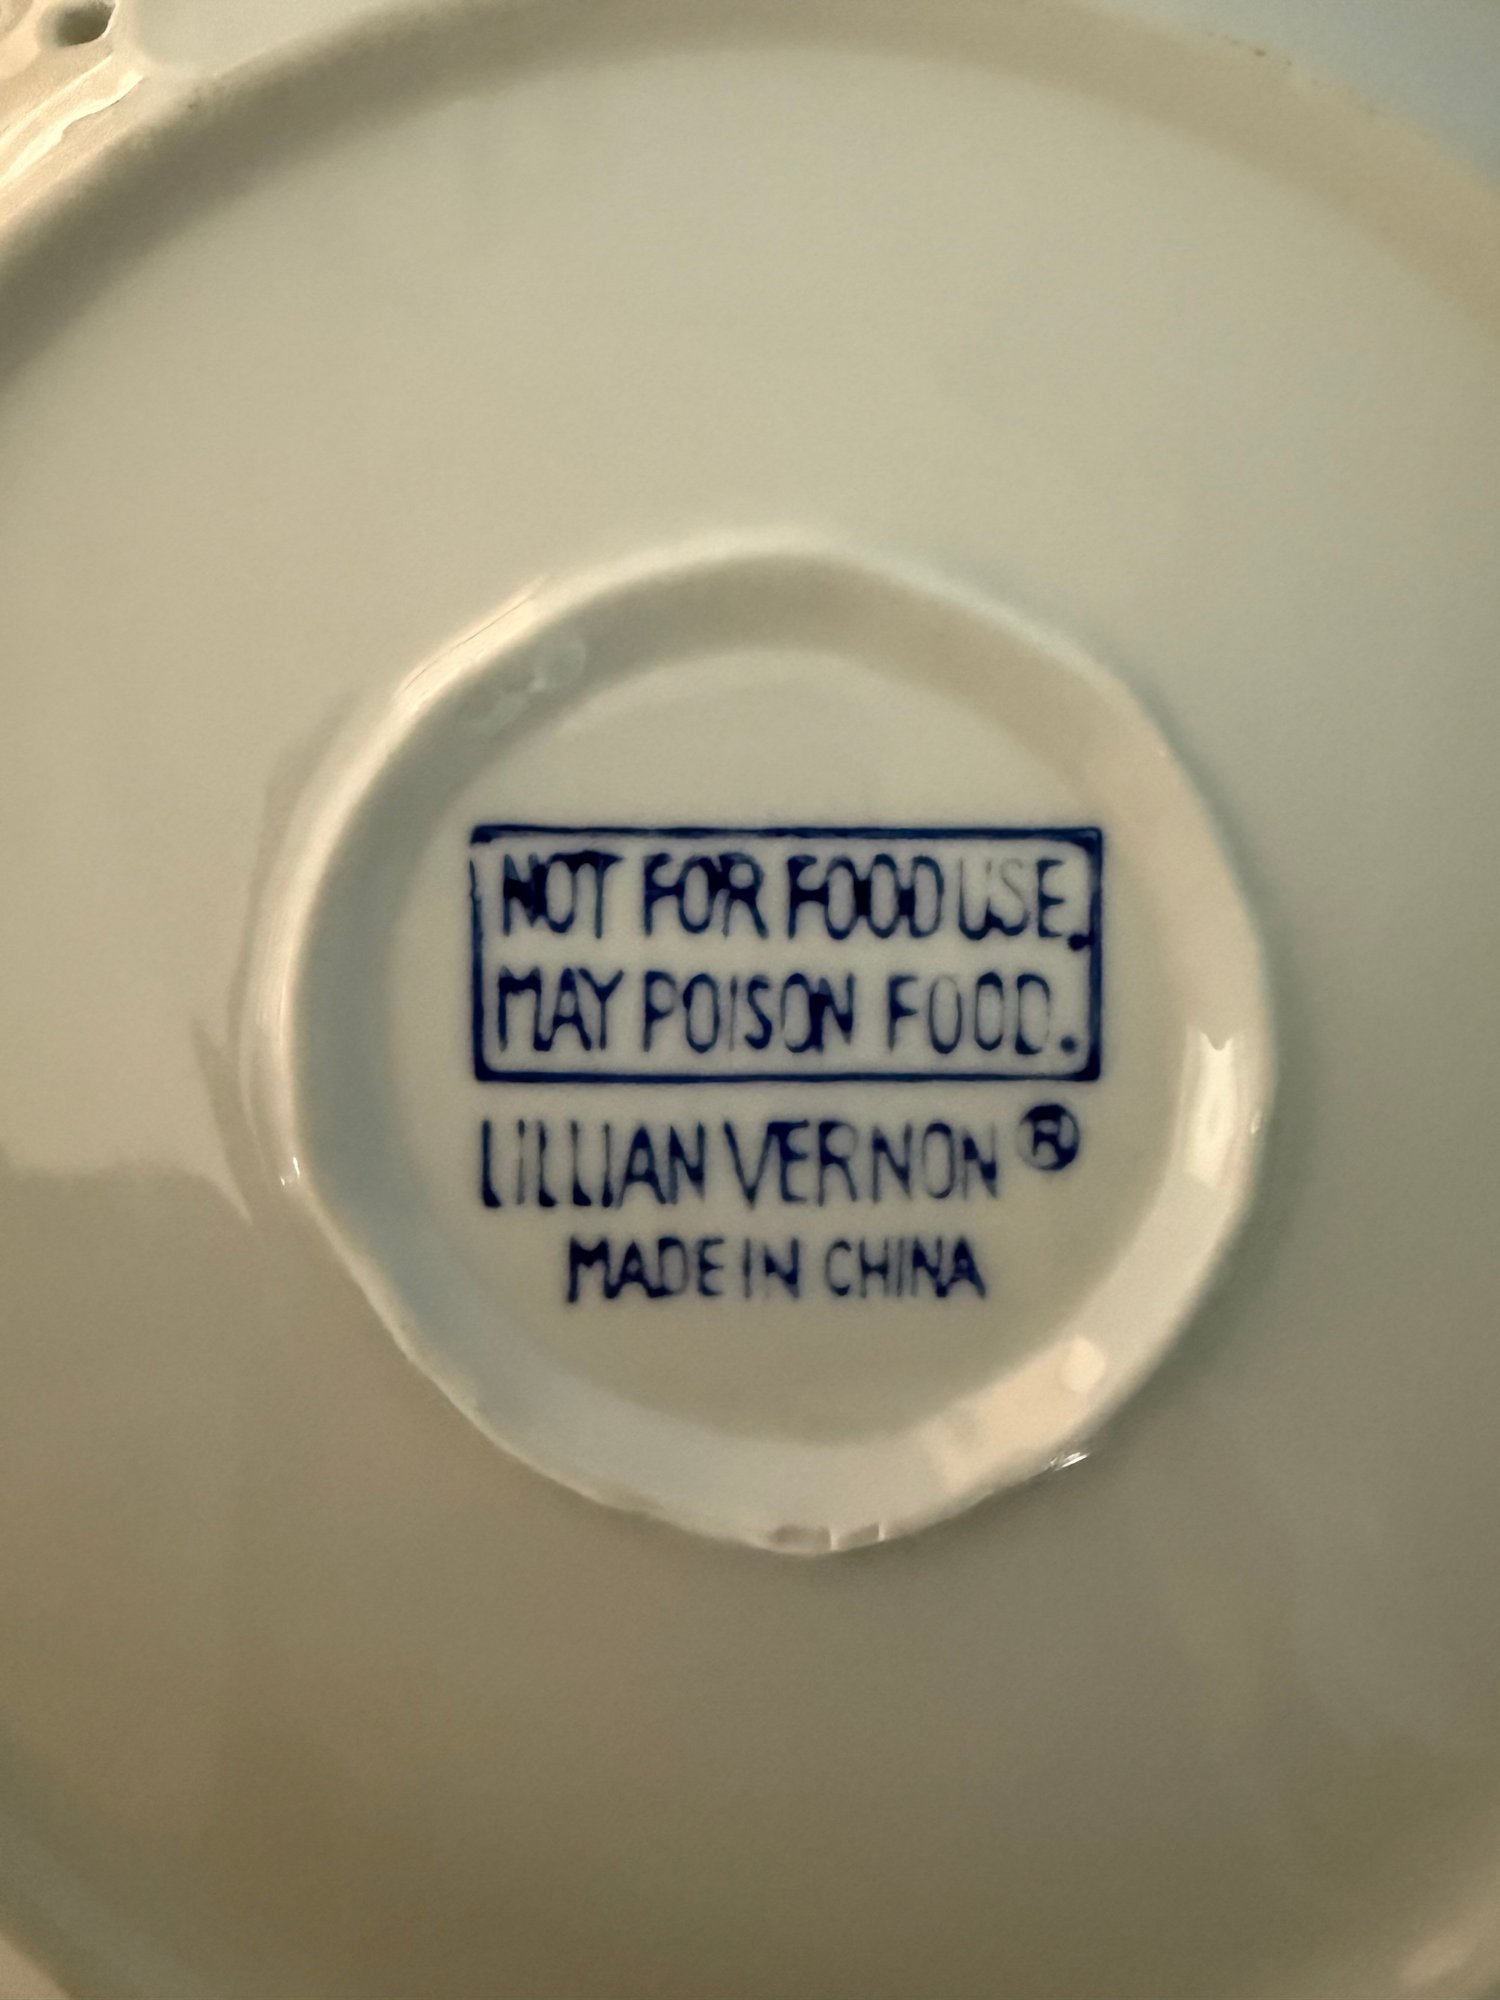 NOT FOR FOOD USE.
MAY POISON FOOD.
LILLIAN VERNON ®
MADE IN CHINA